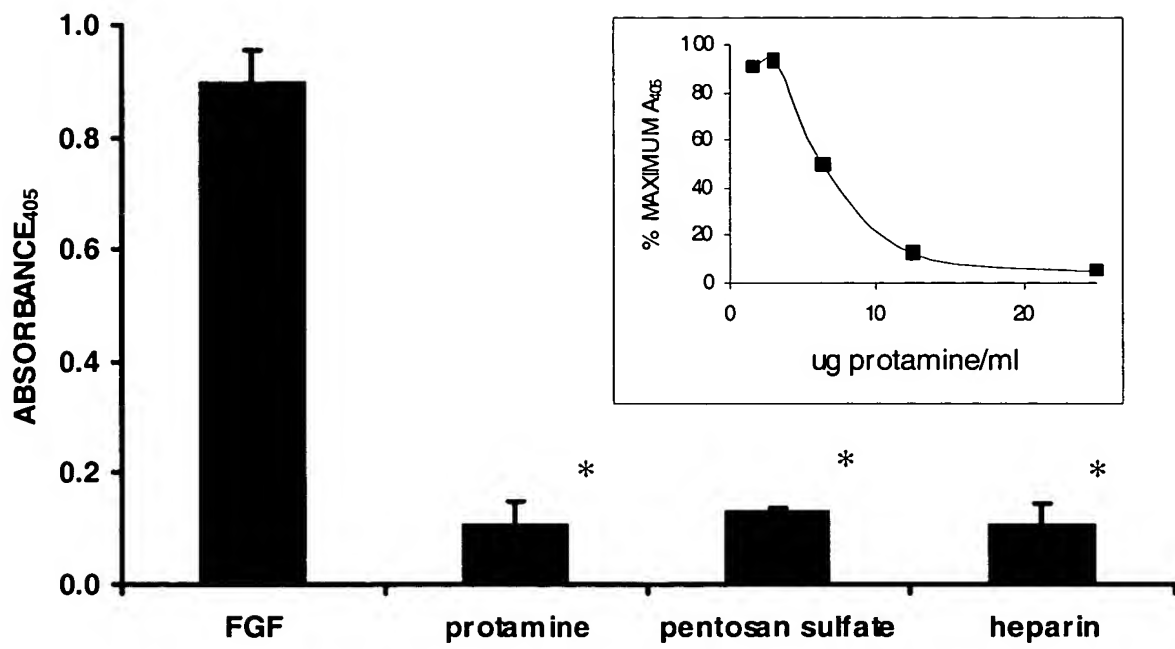 ABSORBANCE405
1.0
0.8
0.6
0.4
0.2
0.0
* * *
FGF protamine pentosan sulfate heparin
% MAXIMUM A405
100
80
60
40
20
0
0 10 20
ug protamine/ml